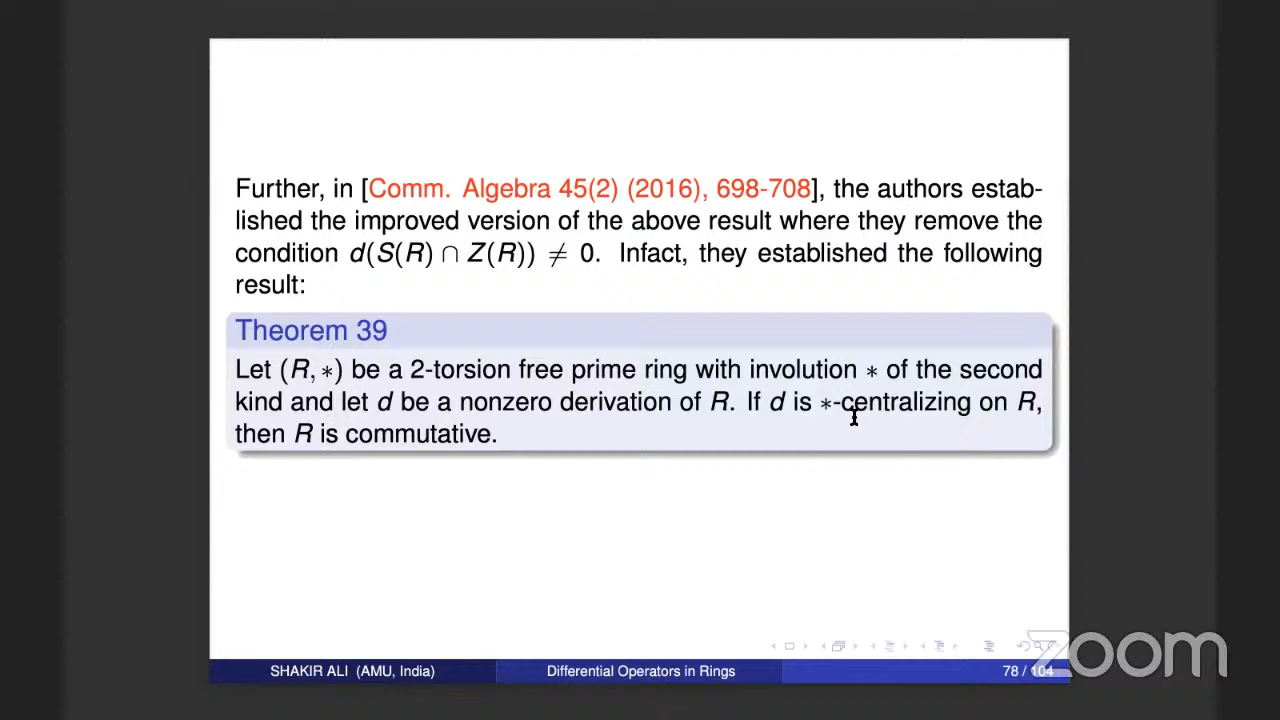 Further, in [Comm. Algebra 45(2) (2016), 698-708], the authors estab-
lished the improved version of the above result where they remove the
condition d(S(R) ∩ Z(R)) ≠ 0. Infact, they established the following
result:
Theorem 39
Let (R, ∗) be a 2-torsion free prime ring with involution ∗ of the second
kind and let d be a nonzero derivation of R. If d is ∗-centralizing on R,
then R is commutative.
SHAKIR ALI (AMU, India) Differential Operators in Rings 78 / 104
zoom